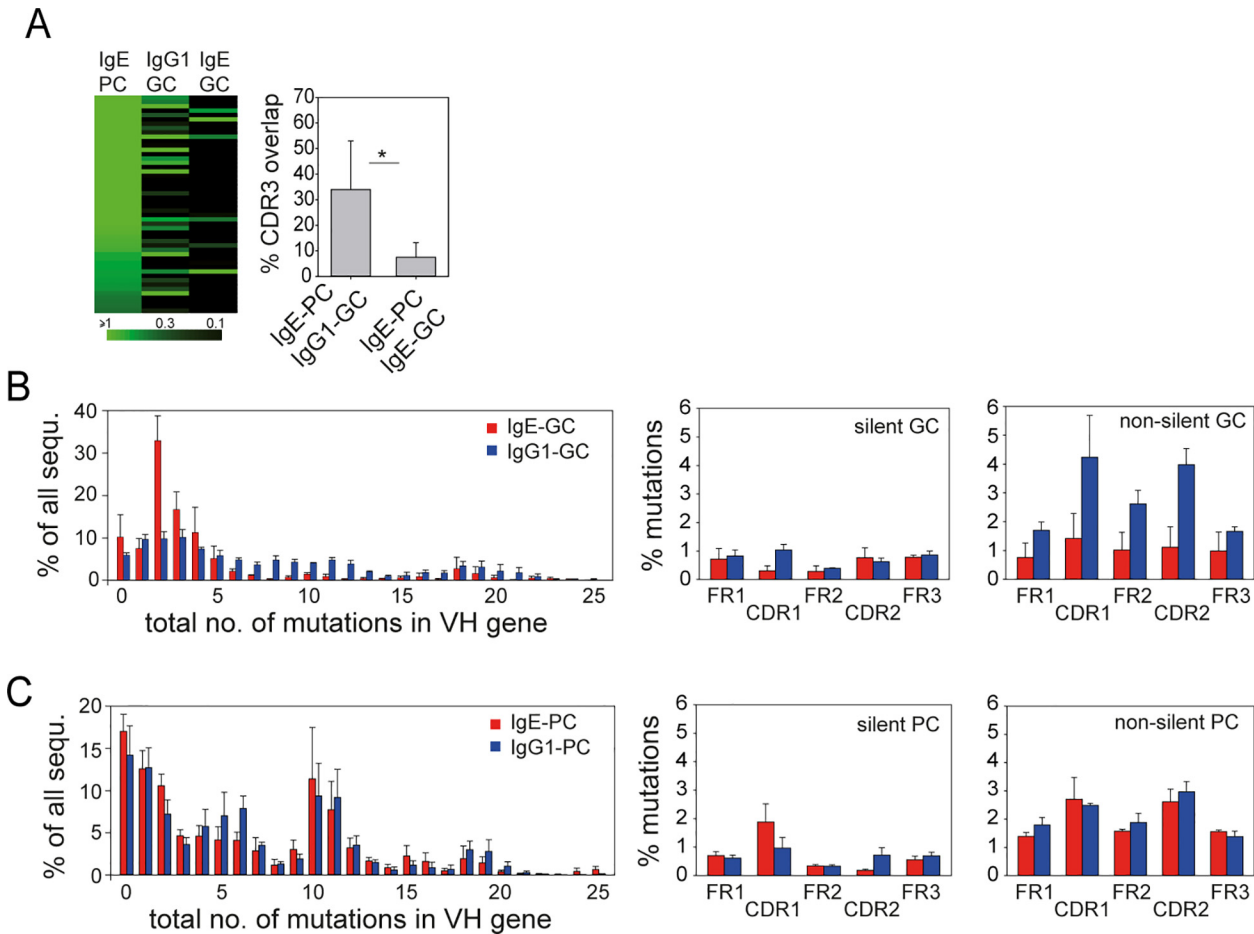 A
IgE IgG1 IgE
PC GC GC
⩾1 0.3 0.1
% CDR3 overlap
70
60
50
40
30
20
10
0
*
IgE-PC
IgG1-GC
IgE-PC
IgE-GC
B
% of all sequ.
40
30
20
10
0
IgE-GC
IgG1-GC
0 5 10 15 20 25
total no. of mutations in VH gene
% mutations
6
5
4
3
2
1
0
silent GC
FR1 CDR1 FR2 CDR2 FR3
6
5
4
3
2
1
0
non-silent GC
FR1 CDR1 FR2 CDR2 FR3
C
% of all sequ.
20
15
10
5
0
IgE-PC
IgG1-PC
0 5 10 15 20 25
total no. of mutations in VH gene
% mutations
6
5
4
3
2
1
0
silent PC
FR1 CDR1 FR2 CDR2 FR3
6
5
4
3
2
1
0
non-silent PC
FR1 CDR1 FR2 CDR2 FR3